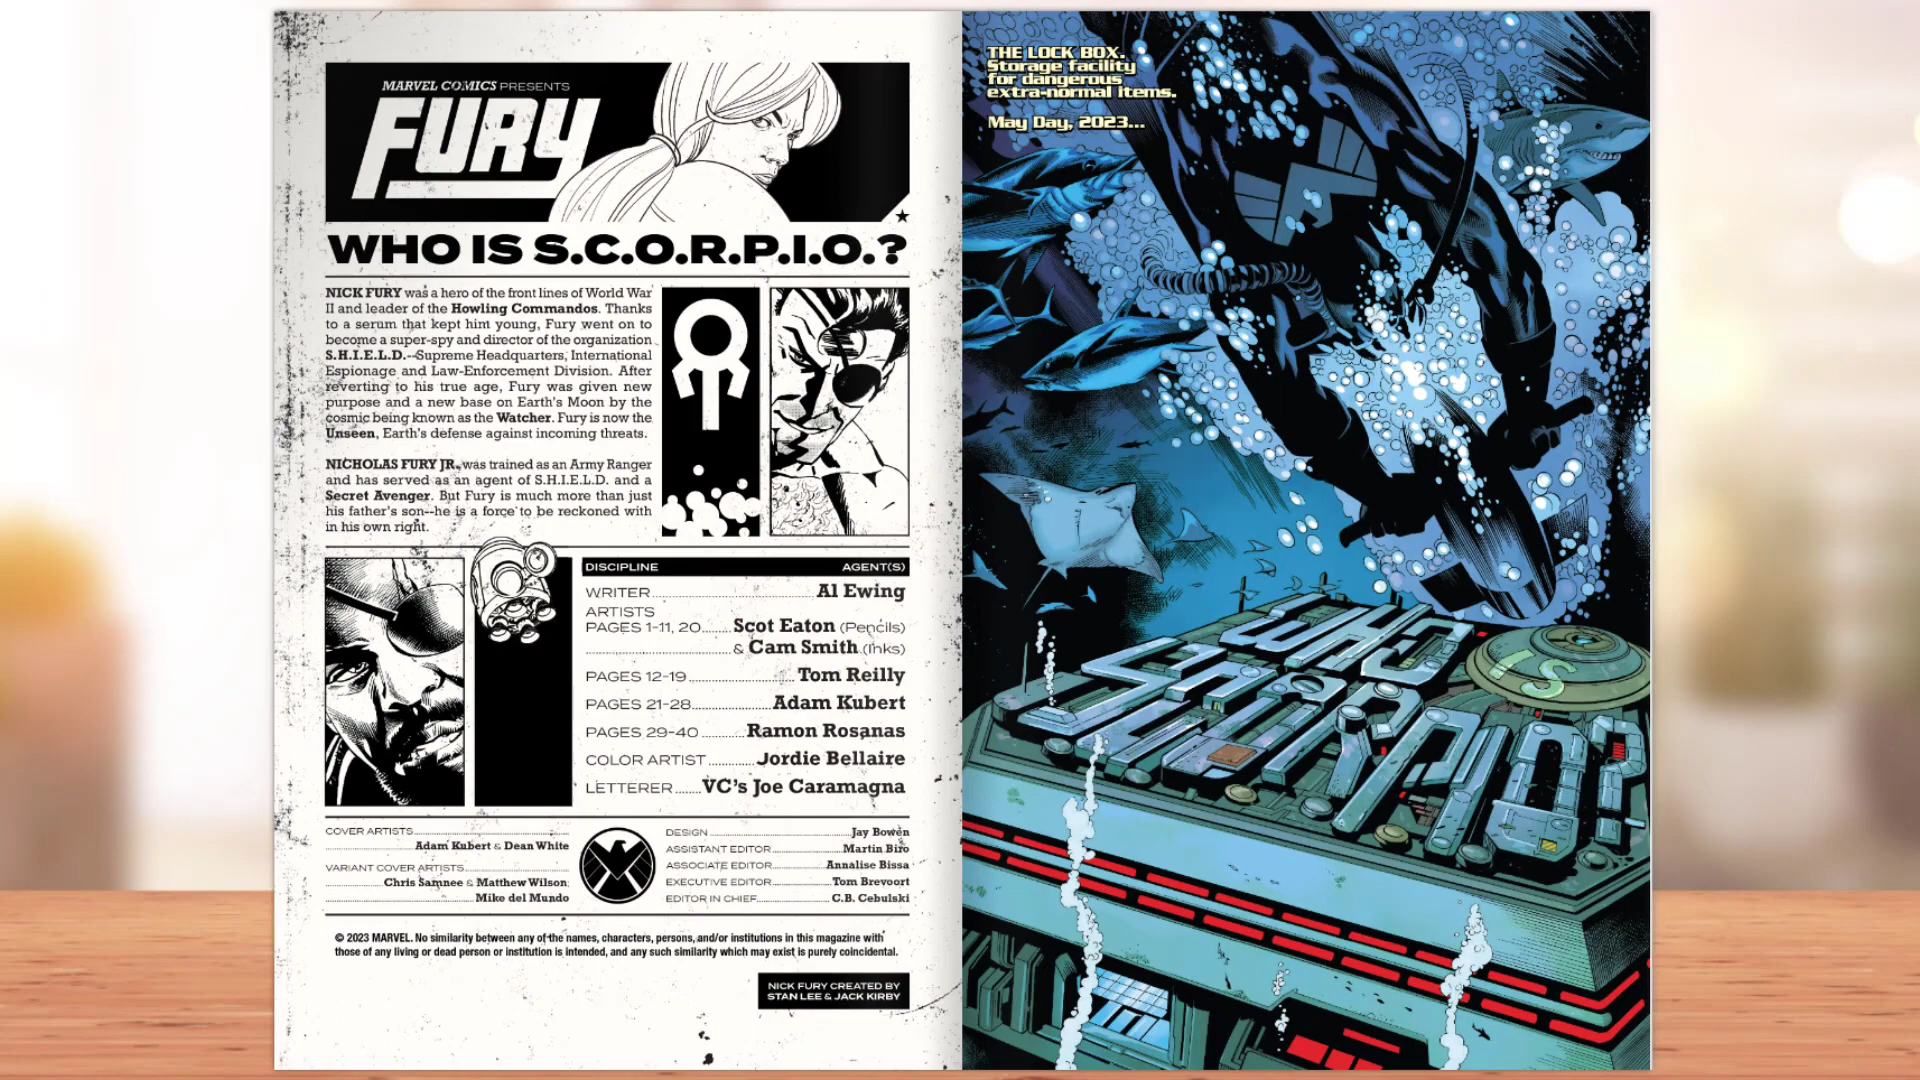 MARVEL COMICS PRESENTS
FURY
WHO IS S.C.O.R.P.I.O.?
NICK FURY was a hero of the front lines of World War
II and leader of the Howling Commandos. Thanks
to a serum that kept him young, Fury went on to
become a super-spy and director of the organization
S.H.I.E.L.D.--Supreme Headquarters, International
Espionage and Law-Enforcement Division. After
reverting to his true age, Fury was given new
purpose and a new base on Earth's Moon by the
cosmic being known as the Watcher. Fury is now the
Unseen, Earth's defense against incoming threats.
NICHOLAS FURY JR. was trained as an Army Ranger
and has served as an agent of S.H.I.E.L.D. and a
Secret Avenger. But Fury is much more than just
his father's son--he is a force to be reckoned with
in his own right.
DISCIPLINE AGENT(S)
WRITER Al Ewing
ARTISTS
PAGES 1-11, 20 Scot Eaton (Pencils)
& Cam Smith (Inks)
PAGES 12-19 Tom Reilly
PAGES 21-28 Adam Kubert
PAGES 29-40 Ramon Rosanas
COLOR ARTIST Jordie Bellaire
LETTERER VC's Joe Caramagna
COVER ARTISTS
Adam Kubert & Dean White
VARIANT COVER ARTISTS
Chris Samnee & Matthew Wilson;
Mike del Mundo
DESIGN Jay Bowen
ASSISTANT EDITOR Martin Biro
ASSOCIATE EDITOR Annalise Bissa
EXECUTIVE EDITOR Tom Brevoort
EDITOR IN CHIEF C.B. Cebulski
© 2023 MARVEL. No similarity between any of the names, characters, persons, and/or institutions in this magazine with
those of any living or dead person or institution is intended, and any such similarity which may exist is purely coincidental.
NICK FURY CREATED BY
STAN LEE & JACK KIRBY
THE LOCK BOX.
Storage facility
for dangerous
extra-normal items.
May Day, 2023...
WHO
IS
SCORPIO?